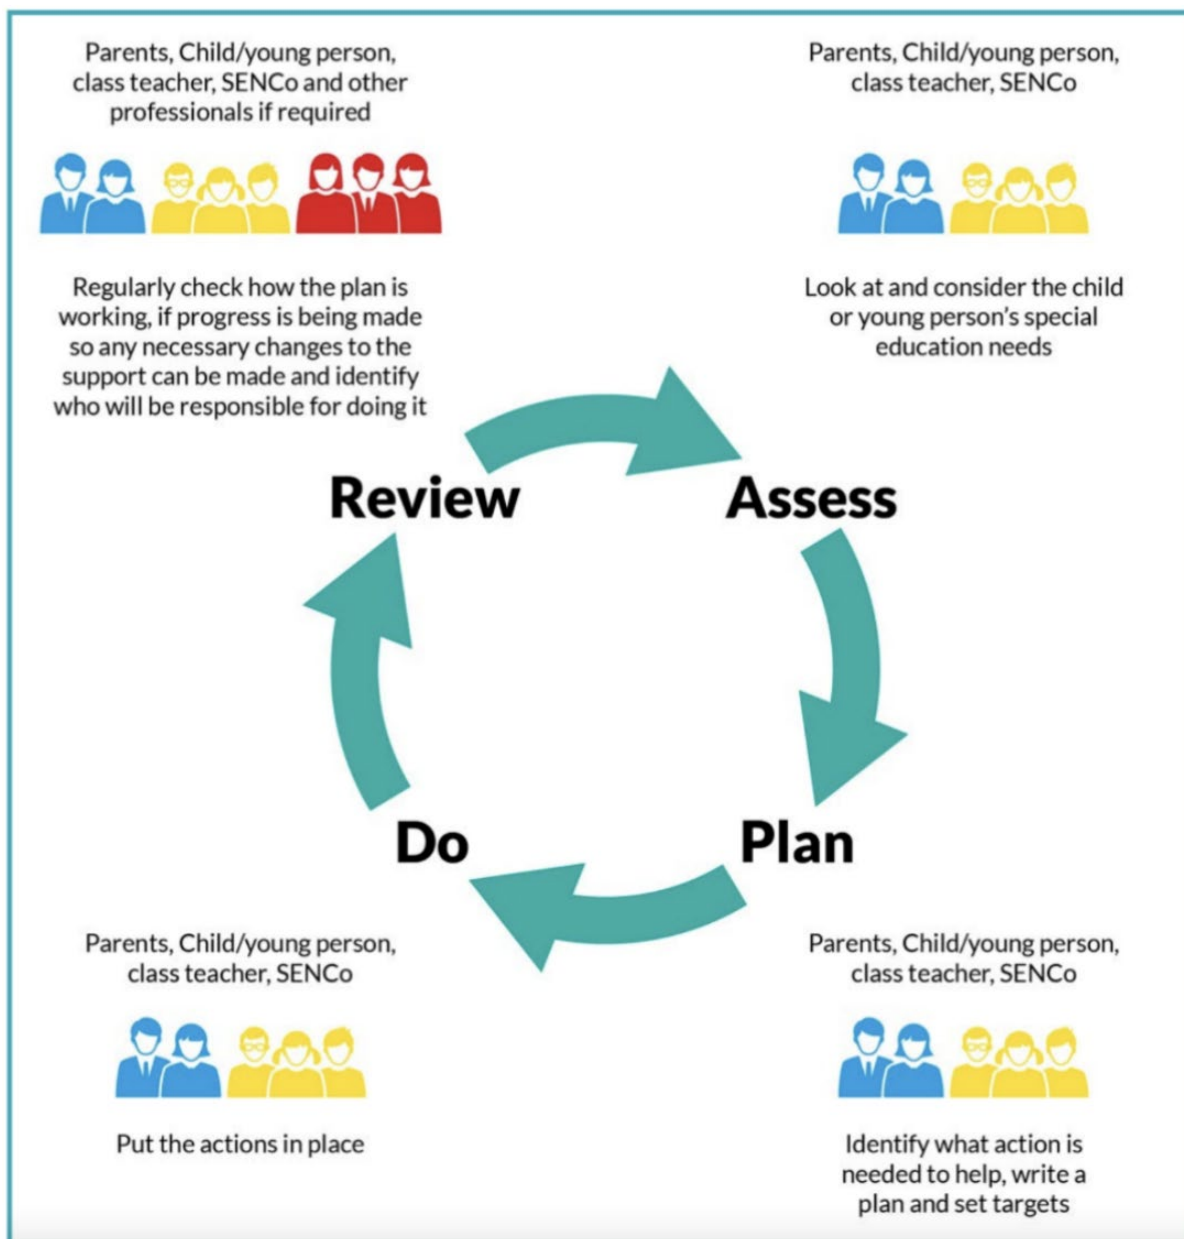 Parents, Child/young person,
class teacher, SENCo and other
professionals if required
Regularly check how the plan is
working, if progress is being made
so any necessary changes to the
support can be made and identify
who will be responsible for doing it
Parents, Child/young person,
class teacher, SENCo
Look at and consider the child
or young person's special
education needs
Review
Assess
Do
Plan
Parents, Child/young person,
class teacher, SENCo
Put the actions in place
Parents, Child/young person,
class teacher, SENCo
Identify what action is
needed to help, write a
plan and set targets